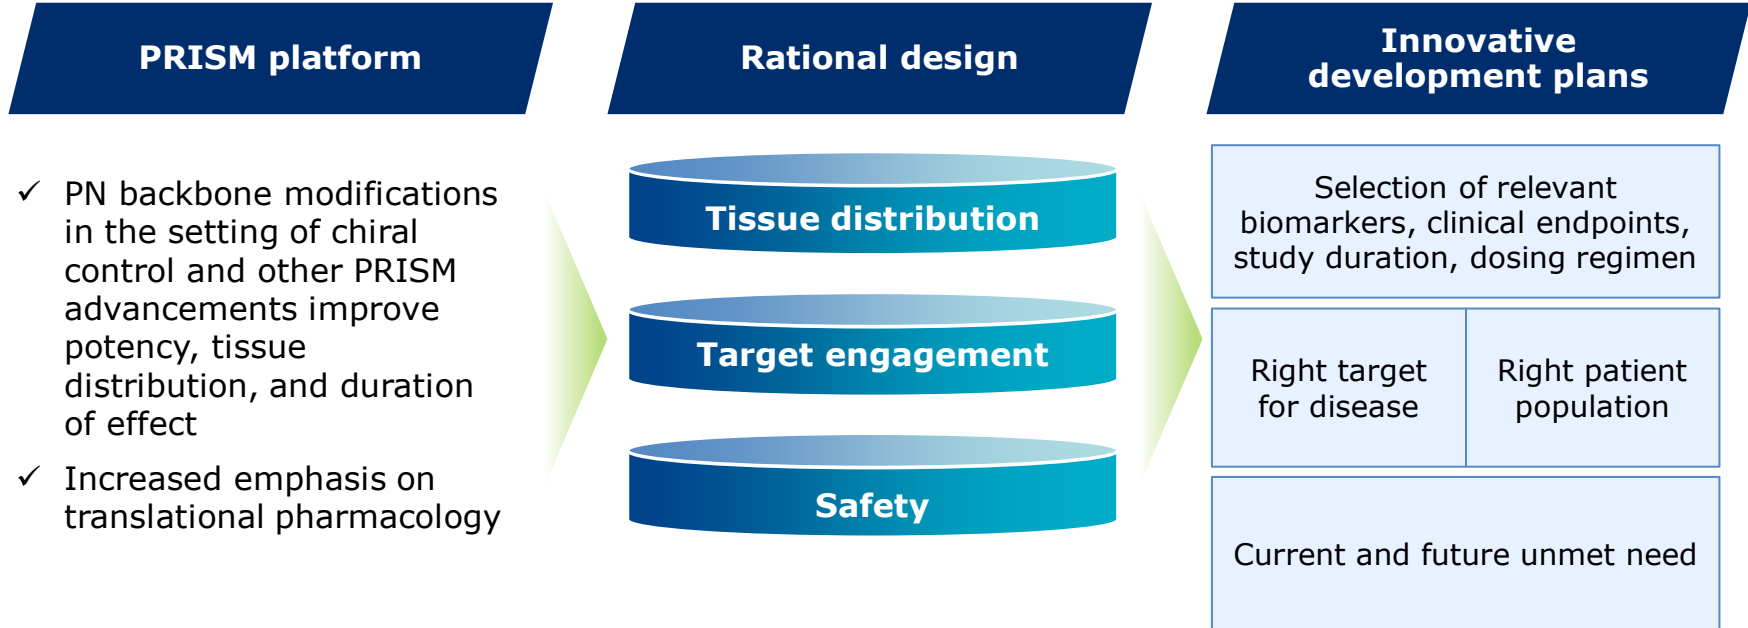 PRISM platform
Rational design
Innovative
development plans
✓ PN backbone modifications
in the setting of chiral
control and other PRISM
advancements improve
potency, tissue
distribution, and duration
of effect
✓ Increased emphasis on
translational pharmacology
Tissue distribution
Target engagement
Safety
Selection of relevant
biomarkers, clinical endpoints,
study duration, dosing regimen
Right target
for disease
Right patient
population
Current and future unmet need